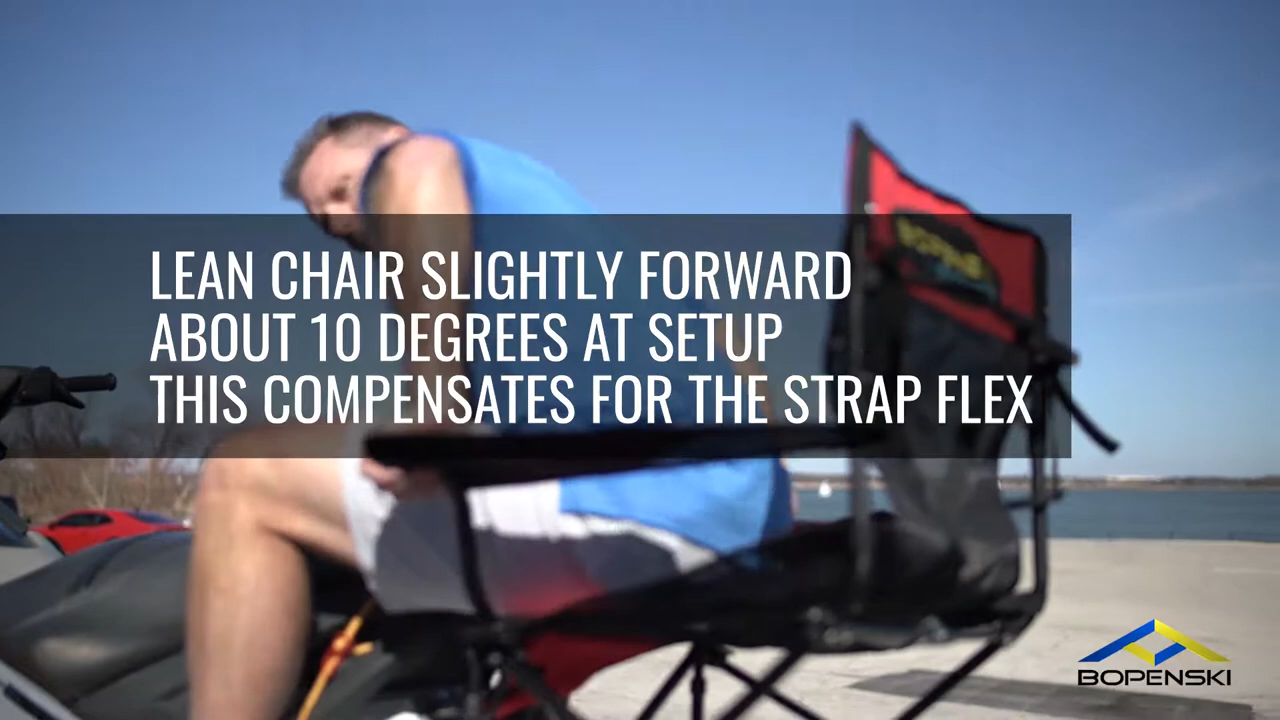 LEAN CHAIR SLIGHTLY FORWARD
ABOUT 10 DEGREES AT SETUP
THIS COMPENSATES FOR THE STRAP FLEX
BOPENSKI